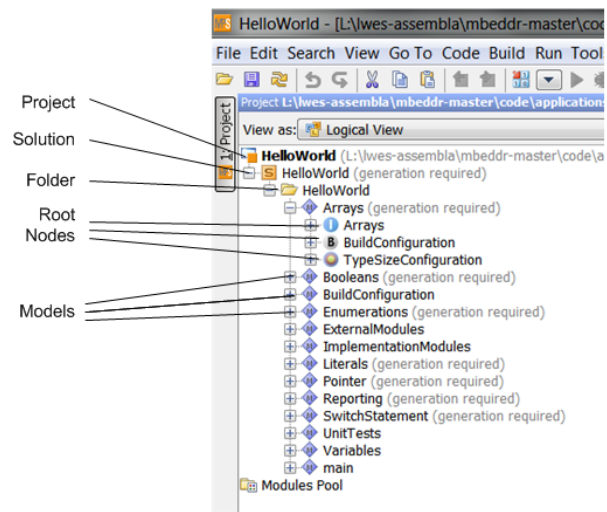 HelloWorld - [L:\lwes-assembla\mbeddr-master\coc
File Edit Search View Go To Code Build Run Tool
Project L:\lwes-assembla\mbeddr-master\code\applications
1: Project
View as: Logical View
Project
Solution
Folder
Root
Nodes
Models
HelloWorld (L:\lwes-assembla\mbeddr-master\code\a
S HelloWorld (generation required)
HelloWorld
Arrays (generation required)
I Arrays
B BuildConfiguration
TypeSizeConfiguration
Booleans (generation required)
BuildConfiguration
Enumerations (generation required)
ExternalModules
ImplementationModules
Literals (generation required)
Pointer (generation required)
Reporting (generation required)
SwitchStatement (generation required)
UnitTests
Variables
main
Modules Pool